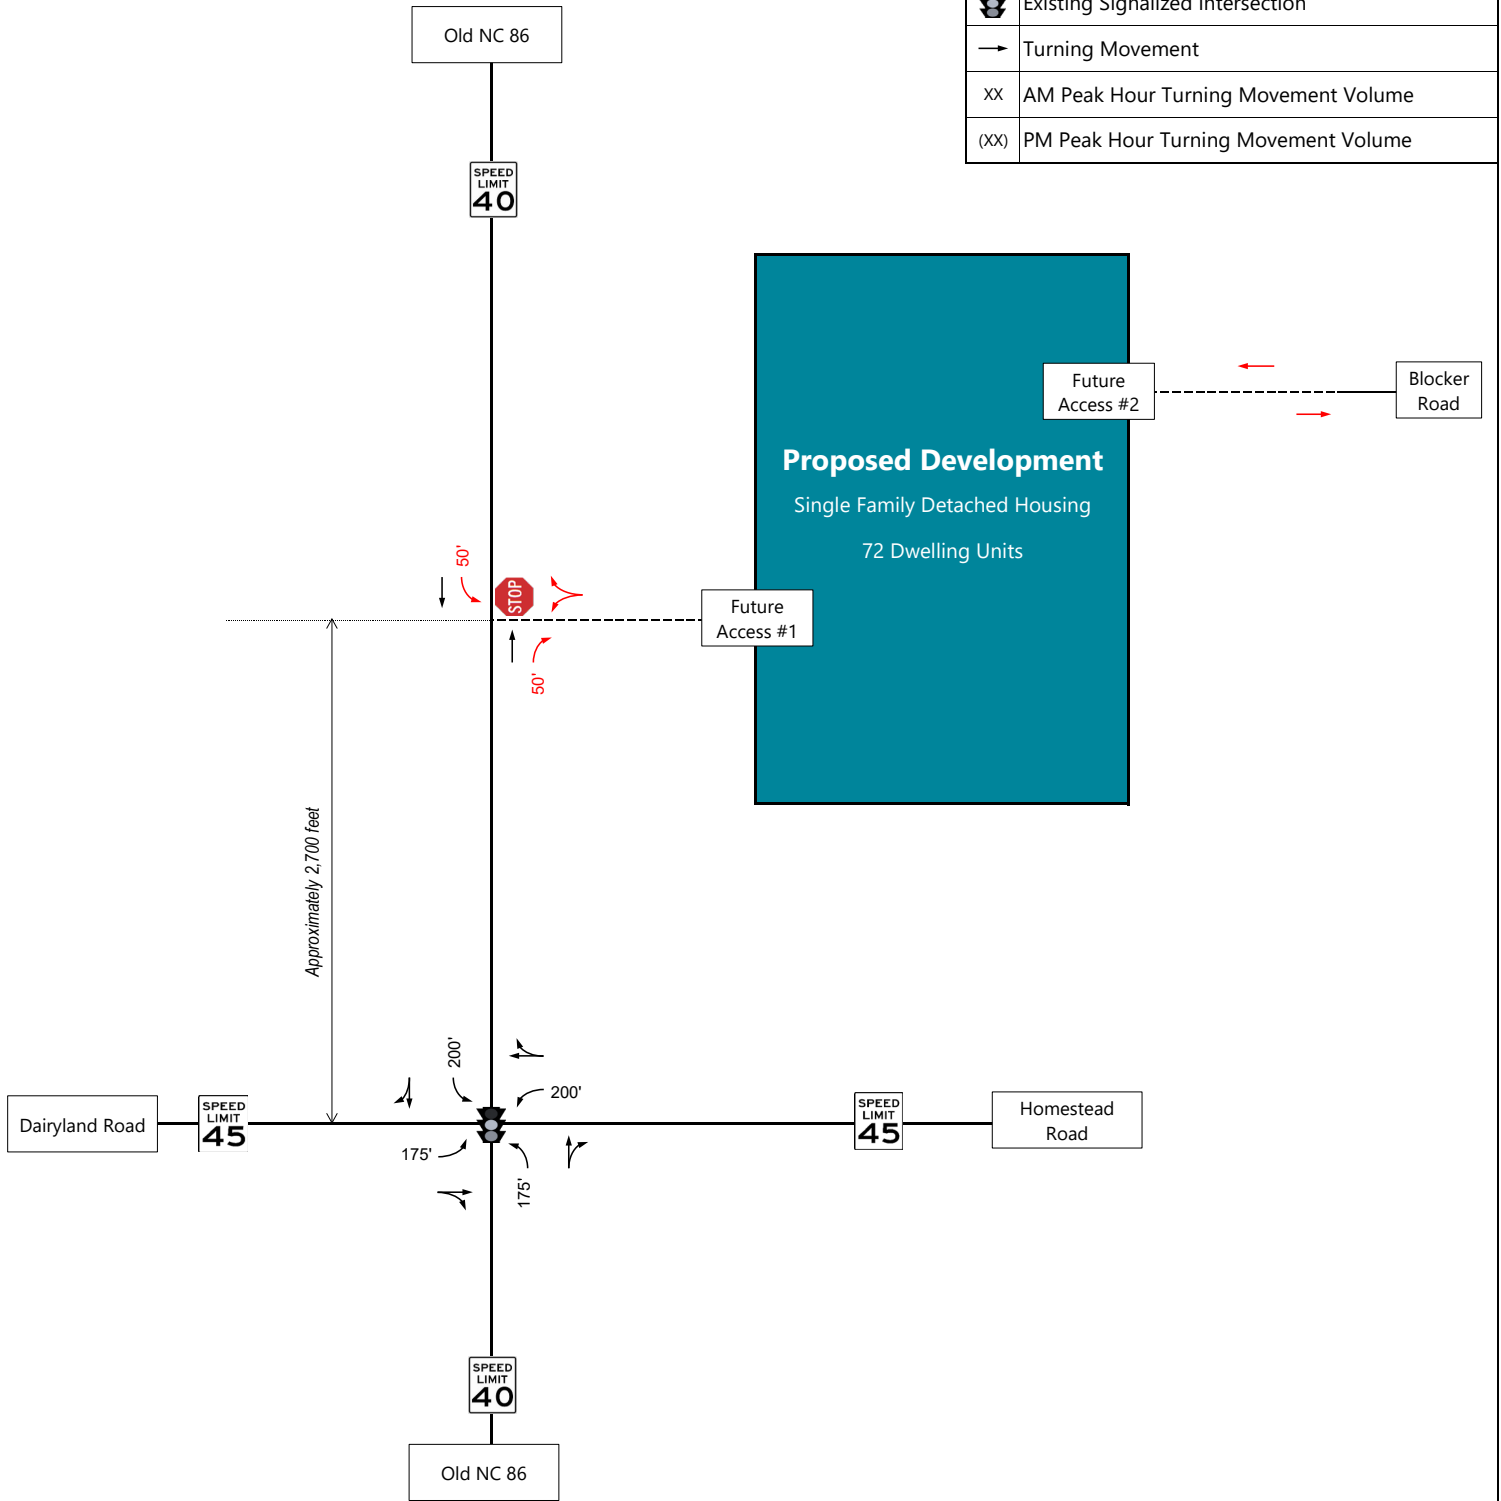 Old NC 86
Existing Signalized Intersection
Turning Movement
XX AM Peak Hour Turning Movement Volume
(XX) PM Peak Hour Turning Movement Volume
SPEED
LIMIT
40
Future
Access #2
Blocker
Road
Proposed Development
Single Family Detached Housing
72 Dwelling Units
50'
STOP
Future
Access #1
50'
Approximately 2,700 feet
200'
200'
Dairyland Road
SPEED
LIMIT
45
SPEED
LIMIT
45
Homestead
Road
175'
175'
SPEED
LIMIT
40
Old NC 86